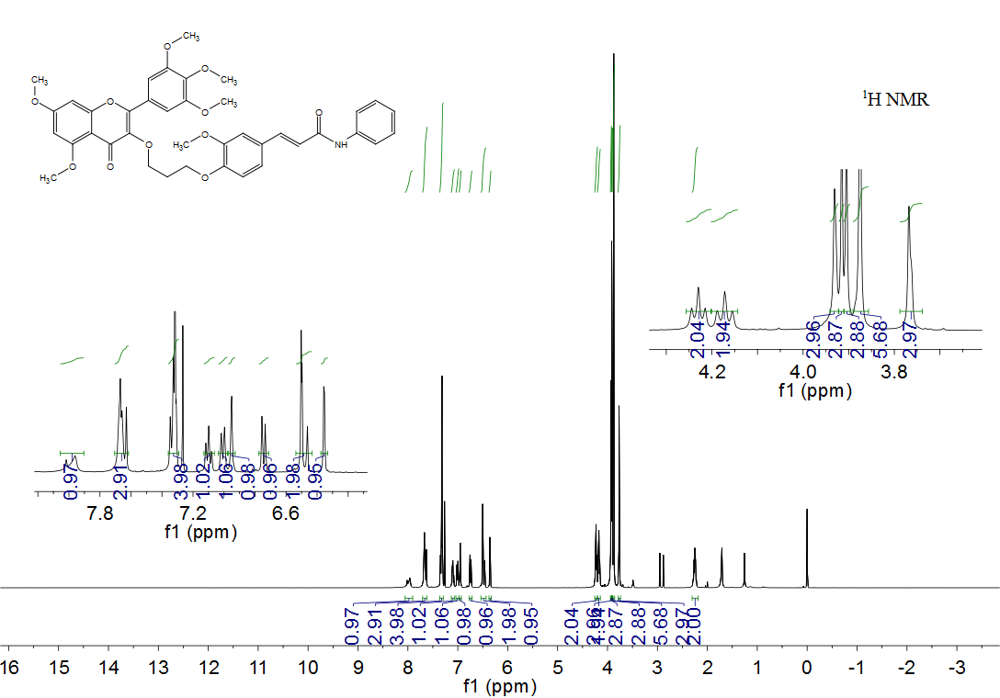 O CH₃
O CH₃
CH₃
O
O
O CH₃
O CH₃
O
O
NH
O
O
H₃C O
H₃C O
O
¹H NMR
2.04
1.94
2.96
2.87
2.88
5.68
2.97
4.2 4.0 3.8
f1 (ppm)
0.97
2.91
3.98
1.02
1.06
0.98
0.96
1.98
0.95
7.8 7.2 6.6
f1 (ppm)
0.97
2.91
3.98
1.02
1.06
0.98
0.96
1.98
0.95
2.04
1.94
2.87
2.88
5.68
2.97
2.00
16 15 14 13 12 11 10 9 8 7 6 5 4 3 2 1 0 -1 -2 -3
f1 (ppm)